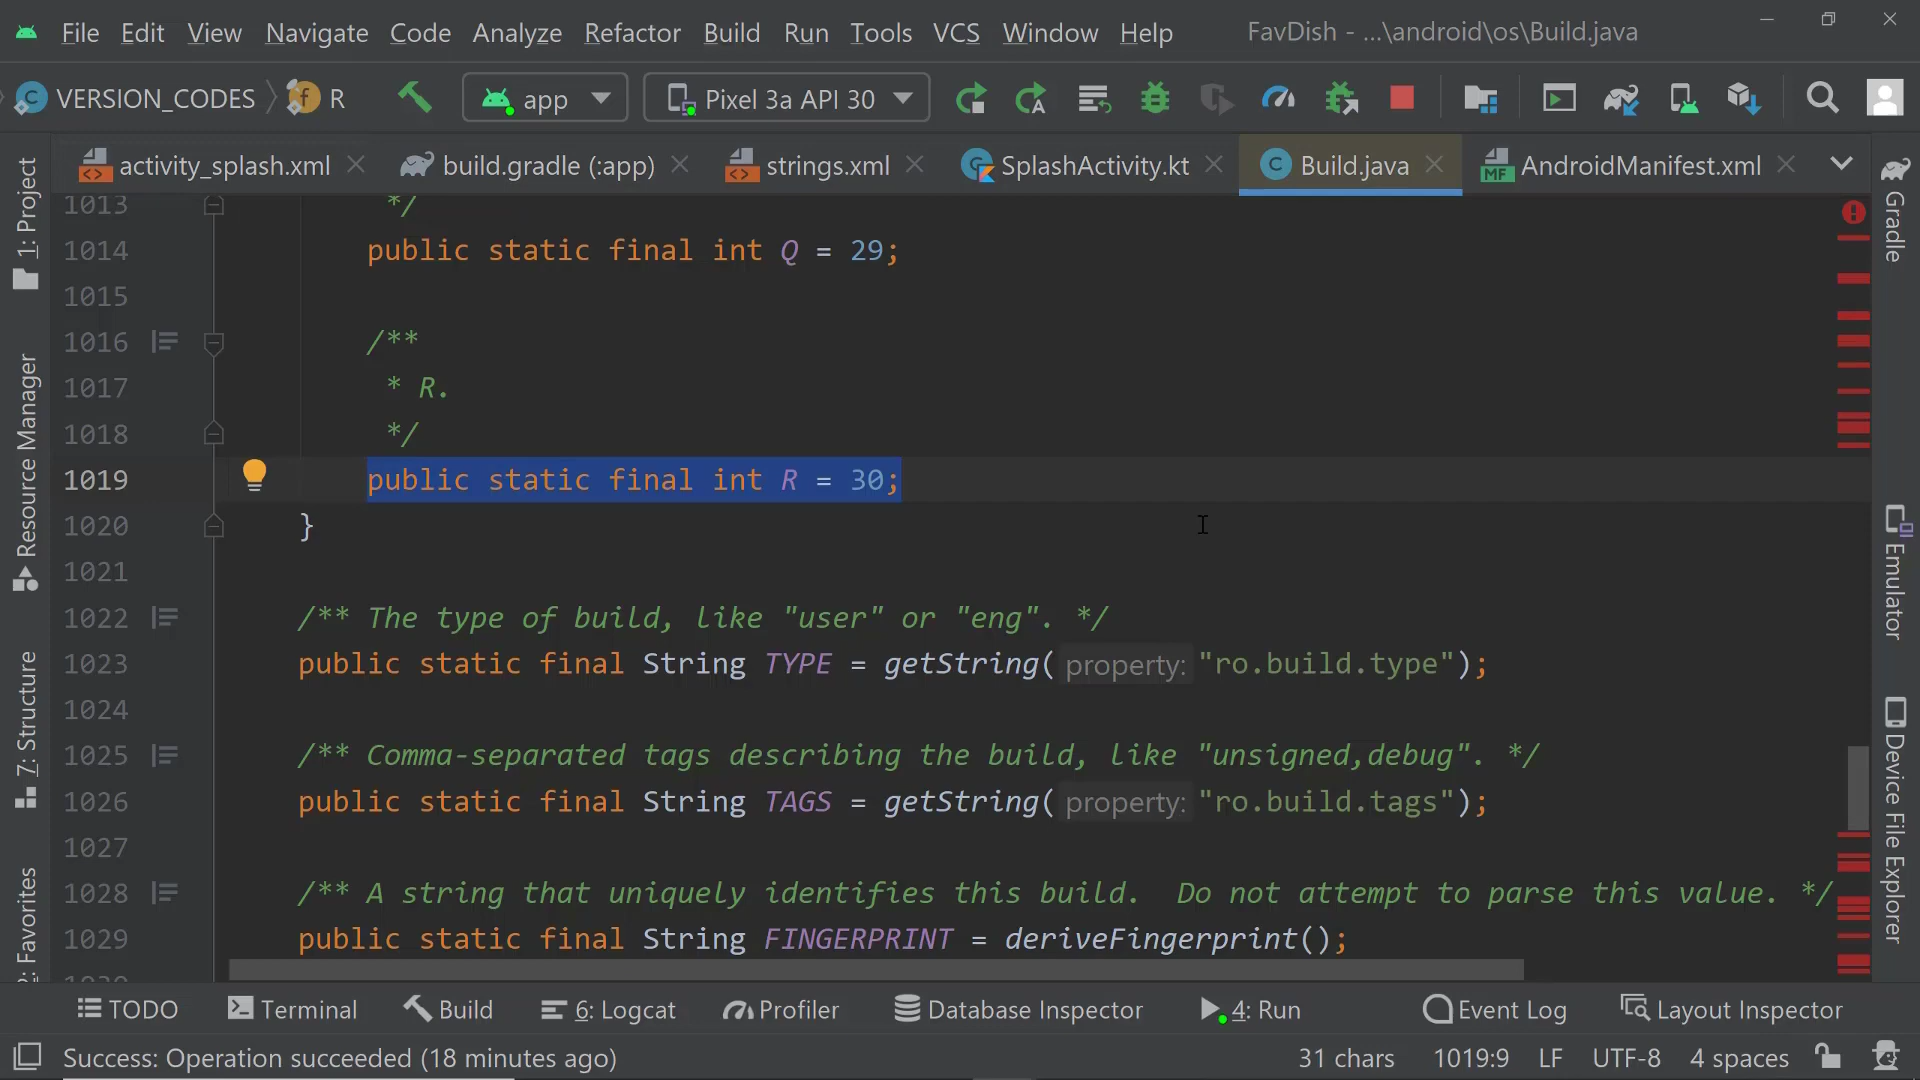 File Edit View Navigate Code Analyze Refactor Build Run Tools VCS Window Help FavDish - ...\android\os\Build.java
VERSION_CODES R app Pixel 3a API 30
activity_splash.xml build.gradle (:app) strings.xml SplashActivity.kt Build.java AndroidManifest.xml
1013 */
1014 public static final int Q = 29;
1015
1016 /**
1017 * R.
1018 */
1019 public static final int R = 30;
1020 }
1021
1022 /** The type of build, like "user" or "eng". */
1023 public static final String TYPE = getString( property: "ro.build.type");
1024
1025 /** Comma-separated tags describing the build, like "unsigned,debug". */
1026 public static final String TAGS = getString( property: "ro.build.tags");
1027
1028 /** A string that uniquely identifies this build.  Do not attempt to parse this value. */
1029 public static final String FINGERPRINT = deriveFingerprint();
1: Project
Resource Manager
7: Structure
2: Favorites
Gradle
Emulator
Device File Explorer
TODO Terminal Build 6: Logcat Profiler Database Inspector 4: Run Event Log Layout Inspector
Success: Operation succeeded (18 minutes ago) 31 chars 1019:9 LF UTF-8 4 spaces